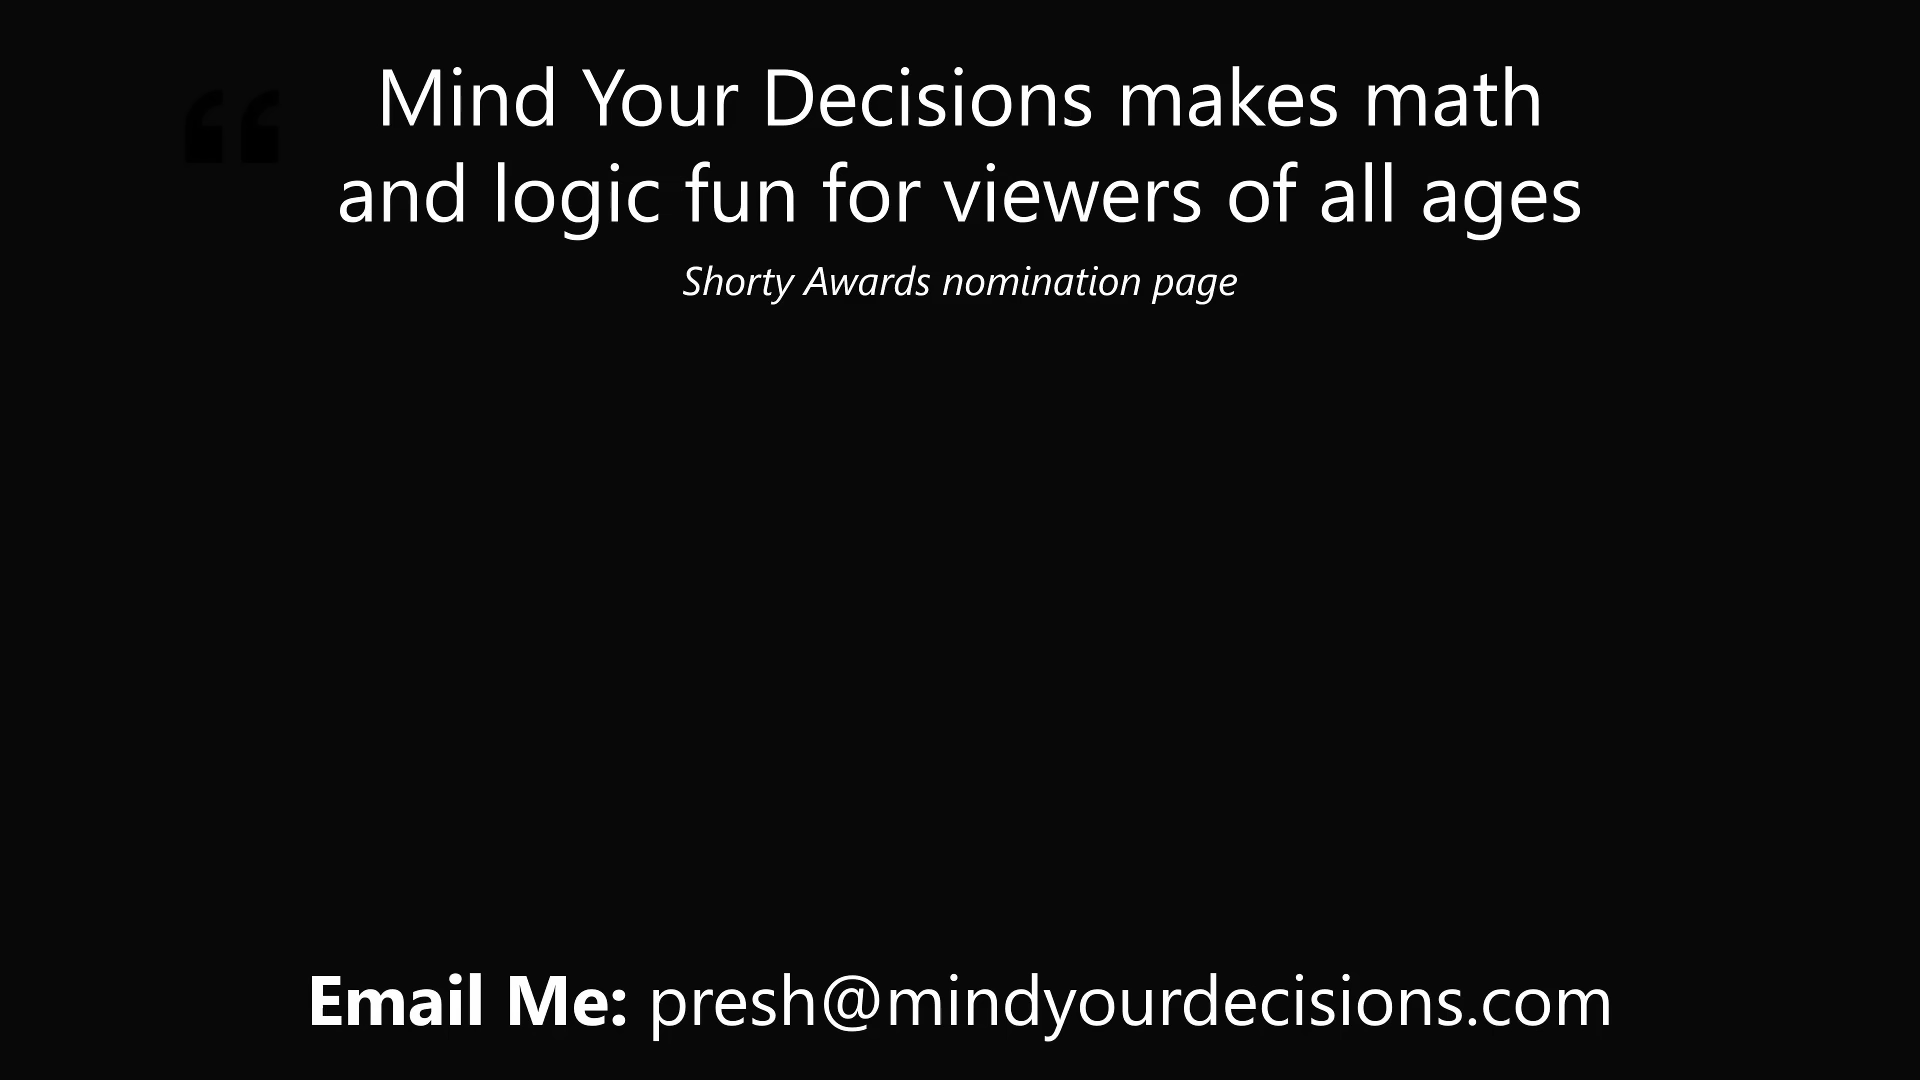 “
Mind Your Decisions makes math
and logic fun for viewers of all ages
Shorty Awards nomination page
Email Me: presh@mindyourdecisions.com